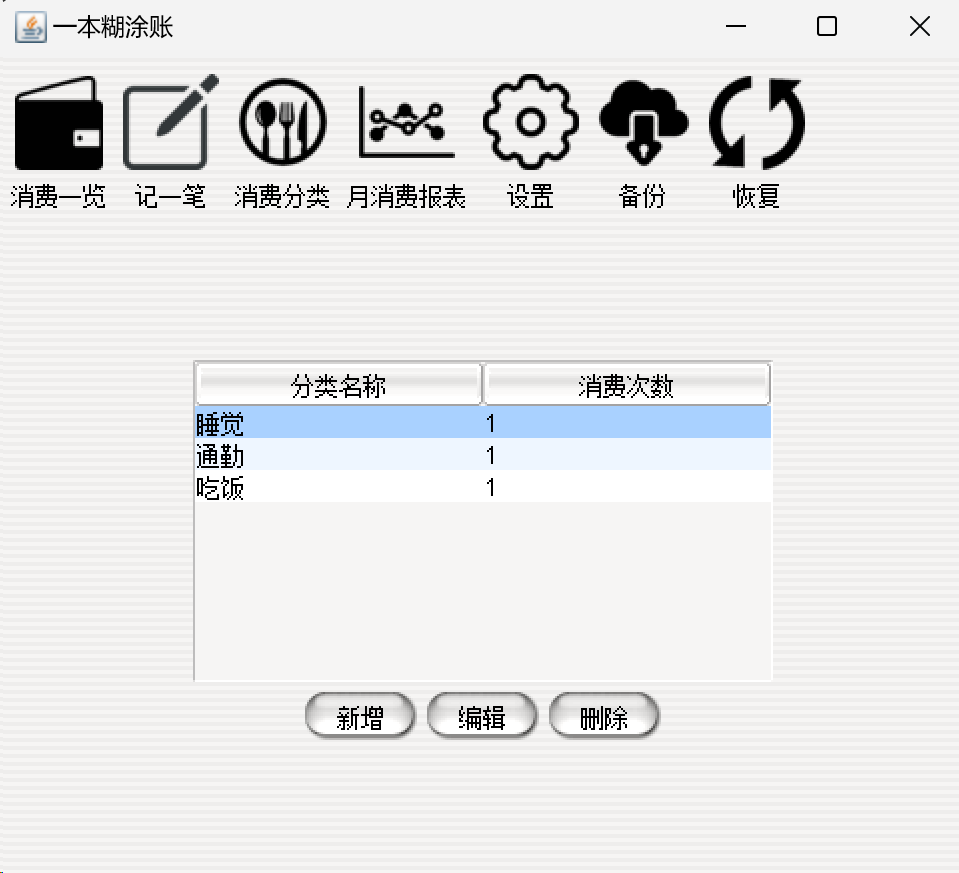 一本糊涂账
消费一览 记一笔 消费分类 月消费报表 设置 备份 恢复
分类名称 消费次数
睡觉 1
通勤 1
吃饭 1
新增 编辑 删除